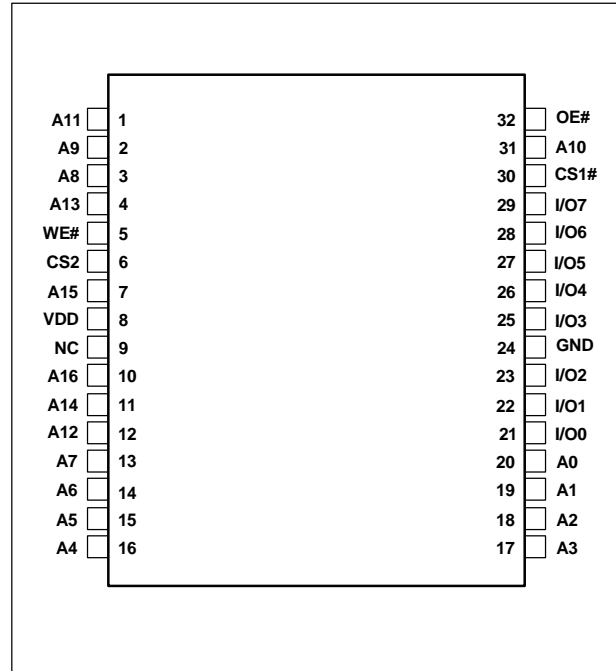 A11 1 32 OE#
A9 2 31 A10
A8 3 30 CS1#
A13 4 29 I/O7
WE# 5 28 I/O6
CS2 6 27 I/O5
A15 7 26 I/O4
VDD 8 25 I/O3
NC 9 24 GND
A16 10 23 I/O2
A14 11 22 I/O1
A12 12 21 I/O0
A7 13 20 A0
A6 14 19 A1
A5 15 18 A2
A4 16 17 A3